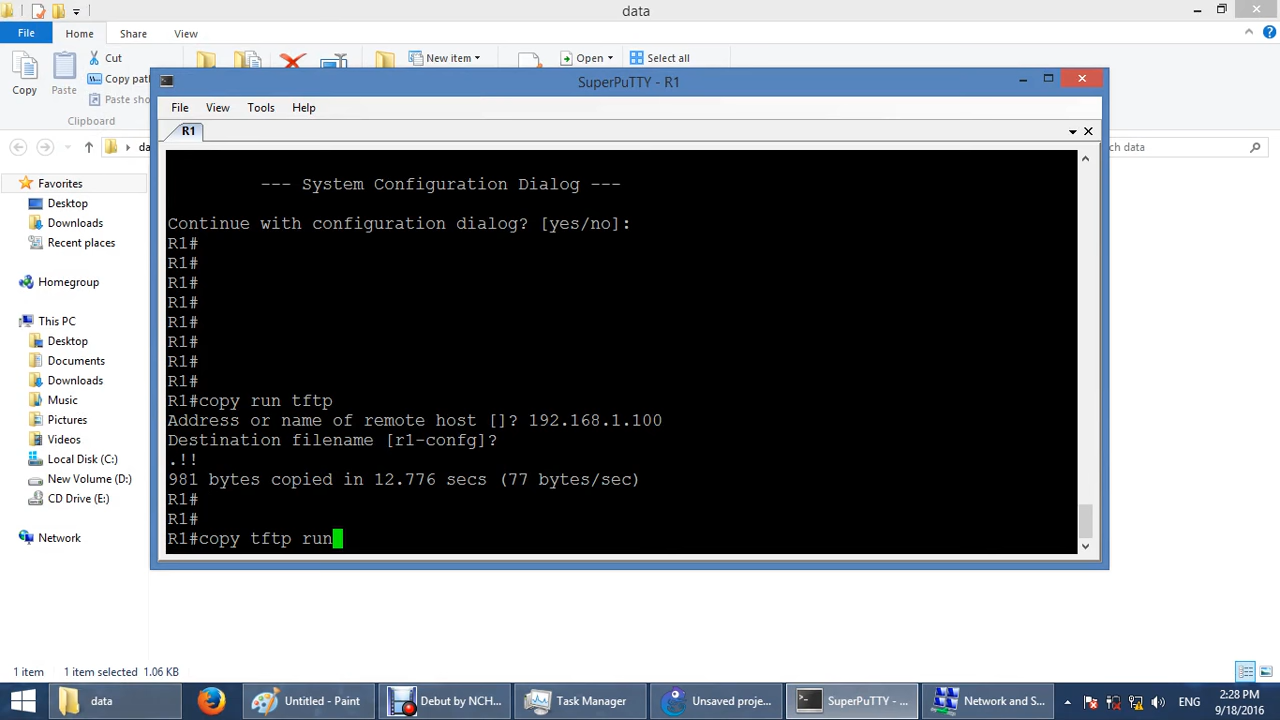 data
File
Home
Share
View
Copy
Paste
Cut
Copy path
Paste sho
Clipboard
New item
Open
Select all
SuperPuTTY - R1
File View Tools Help
R1
da
ch data
Favorites
Desktop
Downloads
Recent places
Homegroup
This PC
Desktop
Documents
Downloads
Music
Pictures
Videos
Local Disk (C:)
New Volume (D:)
CD Drive (E:)
Network
--- System Configuration Dialog ---
Continue with configuration dialog? [yes/no]:
R1#
R1#
R1#
R1#
R1#
R1#
R1#
R1#
R1#copy run tftp
Address or name of remote host []? 192.168.1.100
Destination filename [r1-confg]?
.!!
981 bytes copied in 12.776 secs (77 bytes/sec)
R1#
R1#
R1#copy tftp run
1 item
1 item selected 1.06 KB
data
Untitled - Paint
Debut by NCH...
Task Manager
Unsaved proje...
SuperPuTTY - ...
Network and S...
ENG
2:28 PM
9/18/2016